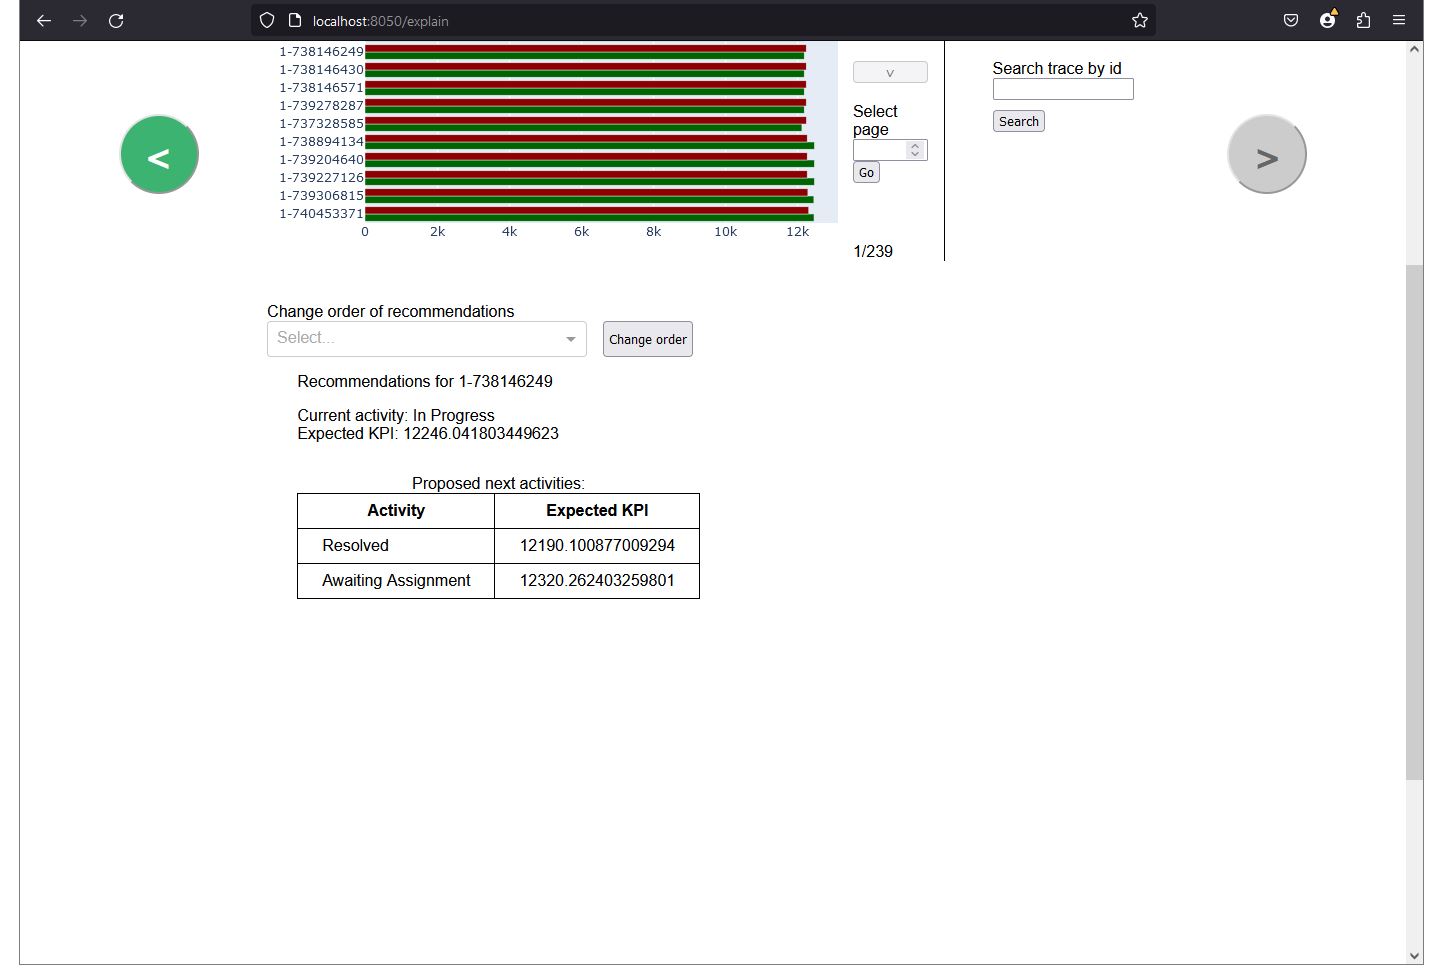 localhost:8050/explain
1-738146249
1-738146430
1-738146571
1-739278287
1-737328585
1-738894134
1-739204640
1-739227126
1-739306815
1-740453371
0 2k 4k 6k 8k 10k 12k
<
v
Select
page
Go
1/239
Search trace by id
Search
>
Change order of recommendations
Select...
Change order
Recommendations for 1-738146249
Current activity: In Progress
Expected KPI: 12246.041803449623
Proposed next activities:
Activity Expected KPI
Resolved 12190.100877009294
Awaiting Assignment 12320.262403259801